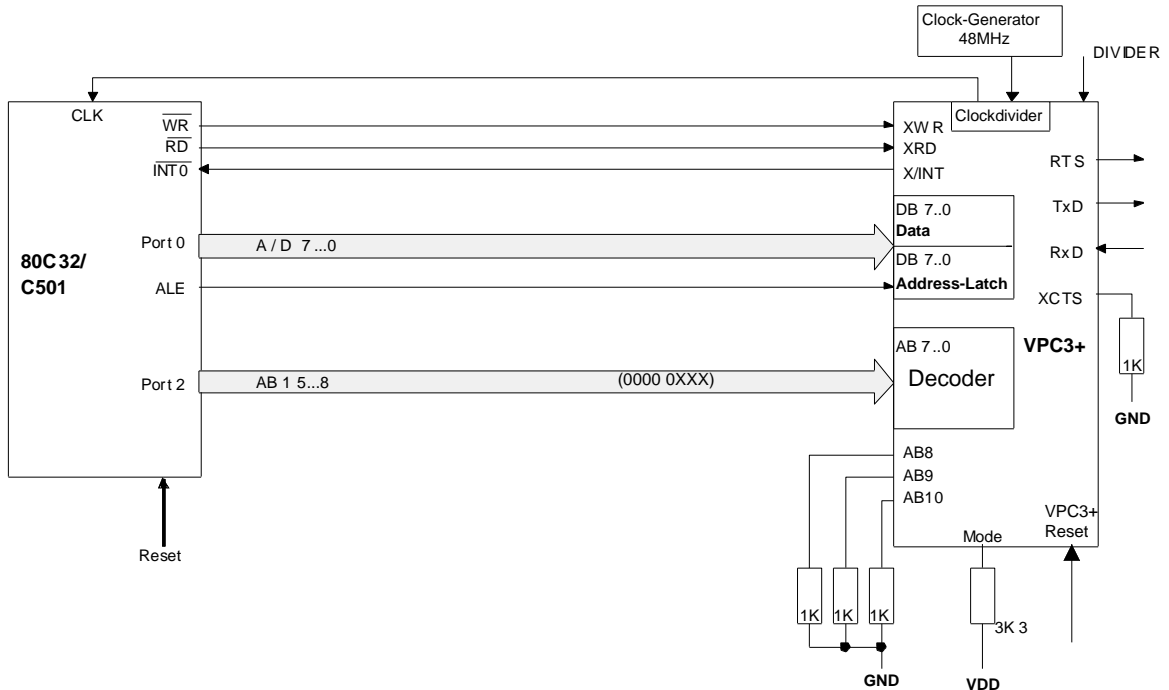 Clock-Generator
48MHz
DIVIDER
CLK
Clockdivider
WR
XWR
RD
XRD
INT0
X/INT
RTS
TxD
DB 7..0
Data
Port 0
A / D 7 ...0
RxD
DB 7..0
80C32/
C501
ALE
Address-Latch
XCTS
AB 7..0
VPC3+
1K
Port 2
AB 1 5...8
(0000 0XXX)
Decoder
GND
AB8
AB9
AB10
VPC3+
Reset
Mode
Reset
1K
1K
1K
3K 3
GND
VDD